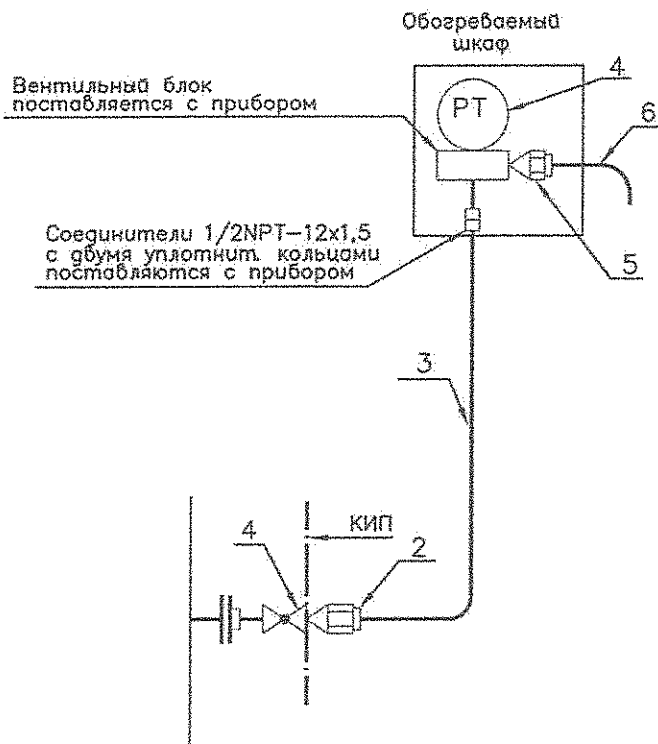 Обогреваемый
шкаф
Вентильный блок
поставляется с прибором
4
PT
6
Соединители 1/2NPT-12x1,5
с двумя уплотнит. кольцами
поставляются с прибором
5
3
КИП
4
2